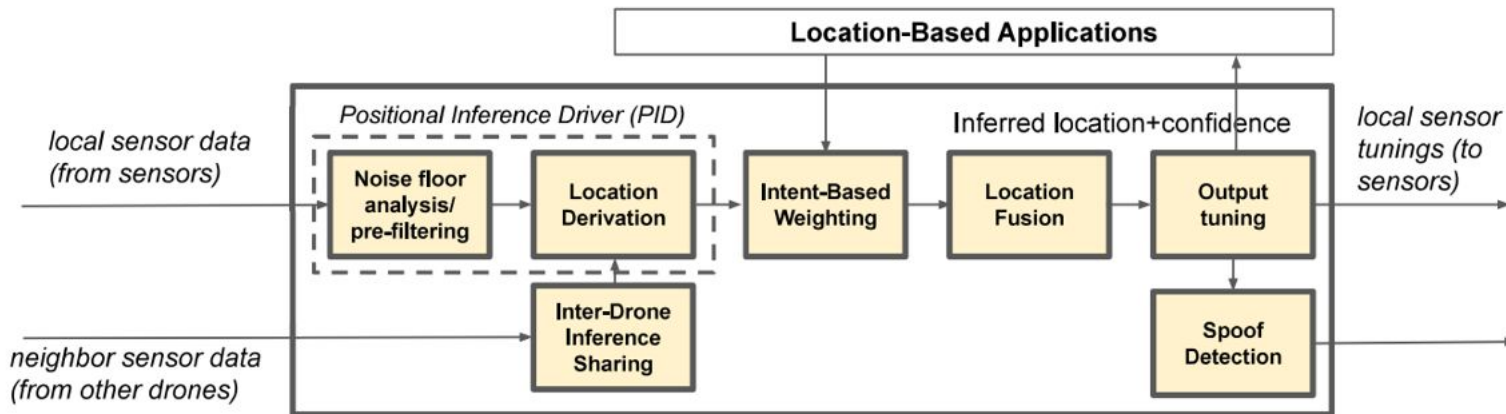 Location-Based Applications
Positional Inference Driver (PID)
Inferred location+confidence
local sensor data
(from sensors)
local sensor
tunings (to
sensors)
Noise floor
analysis/
pre-filtering
Location
Derivation
Intent-Based
Weighting
Location
Fusion
Output
tuning
Inter-Drone
Inference
Sharing
Spoof
Detection
neighbor sensor data
(from other drones)